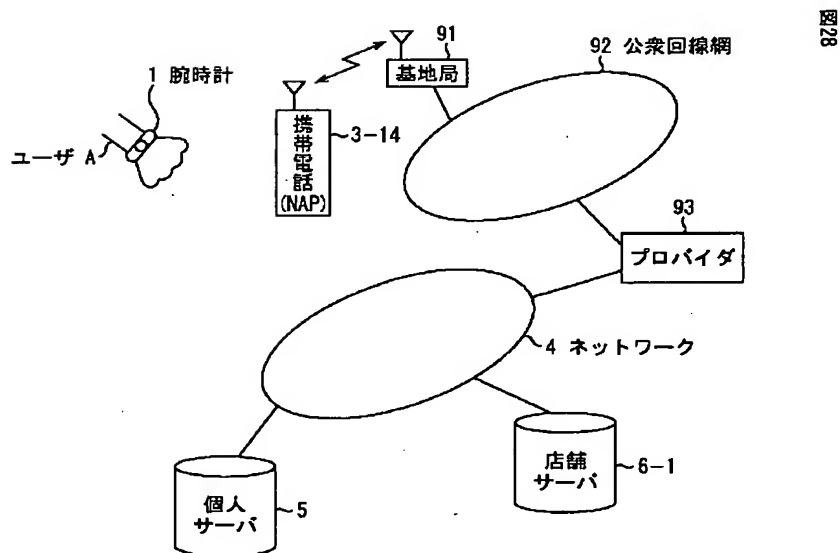 図28
1 腕時計
ユーザ A
携帯電話
(NAP)
3-14
91
基地局
92 公衆回線網
93
プロバイダ
4 ネットワーク
個人
サーバ
5
店舗
サーバ
6-1